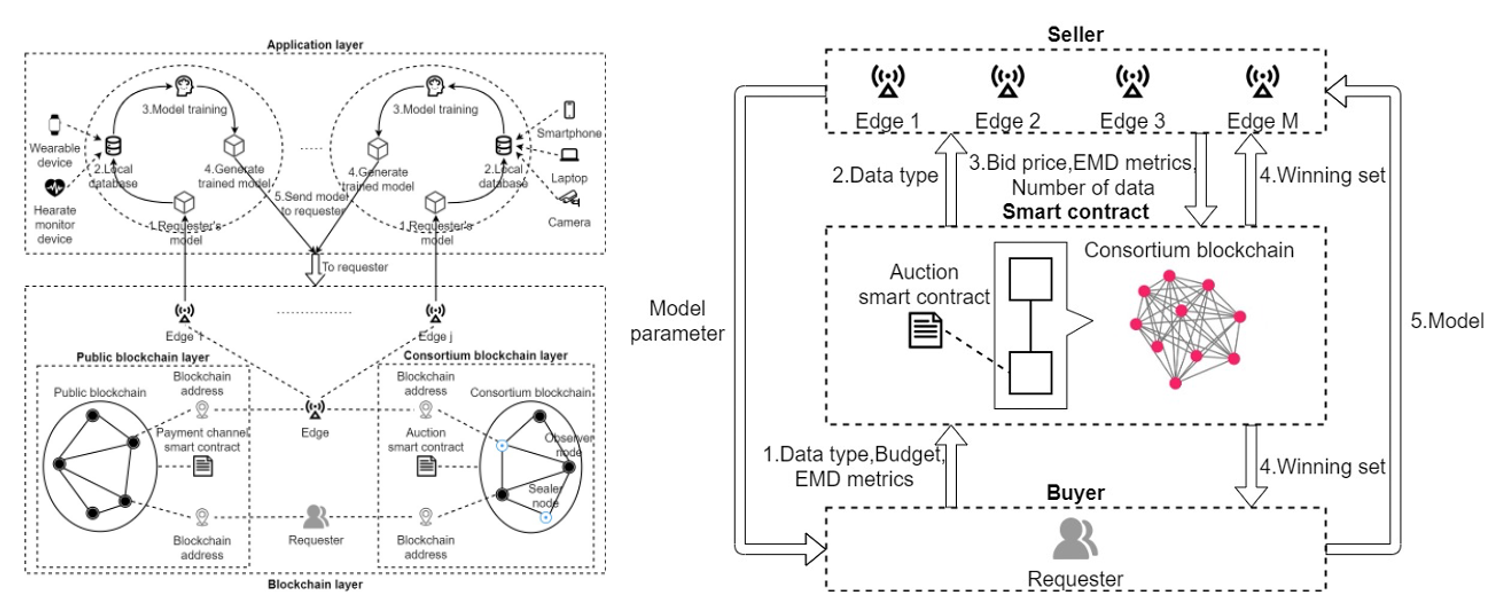 Application layer
3.Model training
3.Model training
Wearable
device
2.Local
database
4.Generate
trained model
Hearate
monitor
device
1.Requester's
model
5.Send model
to requester
4.Generate
trained model
2.Local
database
1.Requester's
model
Smartphone
Laptop
Camera
To requester
Edge j
Public blockchain layer
Consortium blockchain layer
Public blockchain
Blockchain
address
Blockchain
address
Consortium blockchain
Payment channel
smart contract
Edge
Auction
smart contract
Observer
node
Sealer
node
Blockchain
address
Requester
Blockchain
address
Blockchain layer
Seller
Edge 1
Edge 2
Edge 3
Edge M
2.Data type
3.Bid price,EMD metrics,
Number of data
4.Winning set
Smart contract
Auction
smart contract
Consortium blockchain
Model
parameter
5.Model
1.Data type,Budget,
EMD metrics
4.Winning set
Buyer
Requester